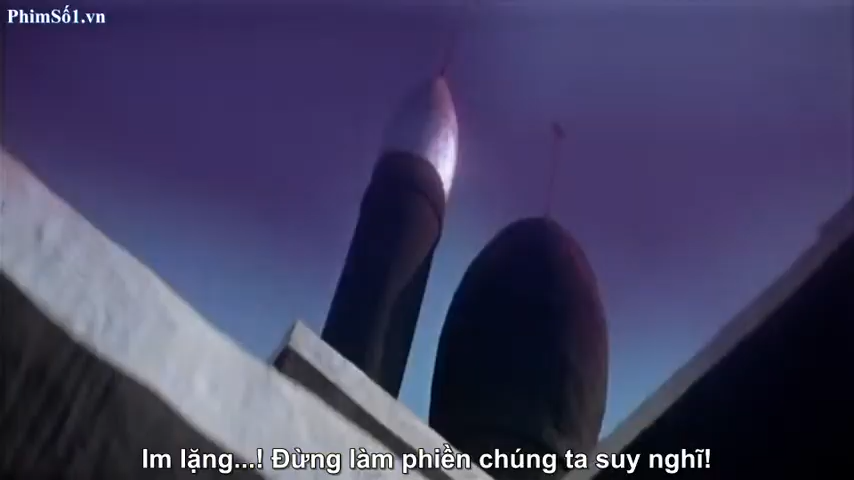 PhimSố1.vn
Im lặng...! Đừng làm phiền chúng ta suy nghĩ!